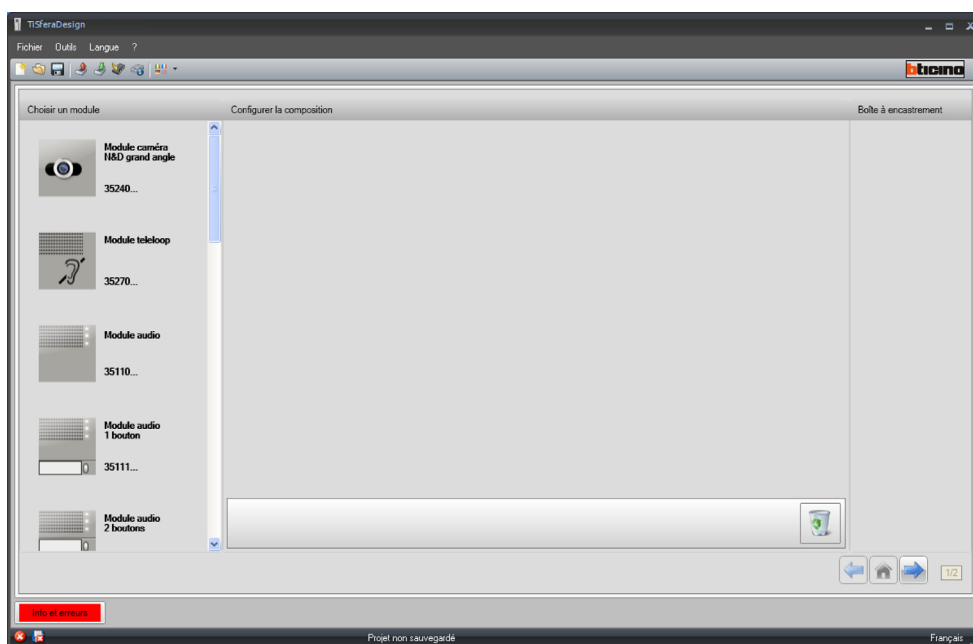 TiSferaDesign
Fichier Outils Langue ?
bticino
Choisir un module
Configurer la composition
Boîte à encastrement
Module caméra
N&D grand angle
35240...
Module teleloop
35270...
Module audio
35110...
Module audio
1 bouton
35111...
Module audio
2 boutons
1/2
Info et erreurs
Projet non sauvegardé
Français